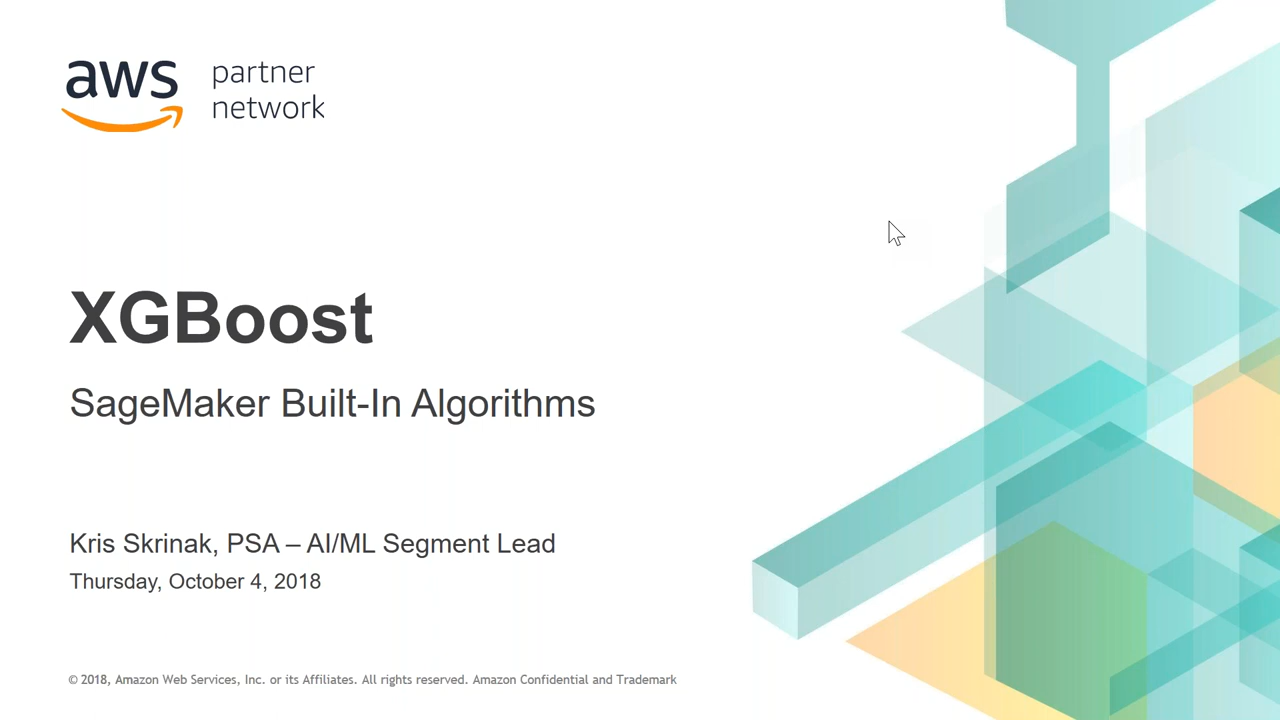 aws partner
network
XGBoost
SageMaker Built-In Algorithms
Kris Skrinak, PSA – AI/ML Segment Lead
Thursday, October 4, 2018
© 2018, Amazon Web Services, Inc. or its Affiliates. All rights reserved. Amazon Confidential and Trademark